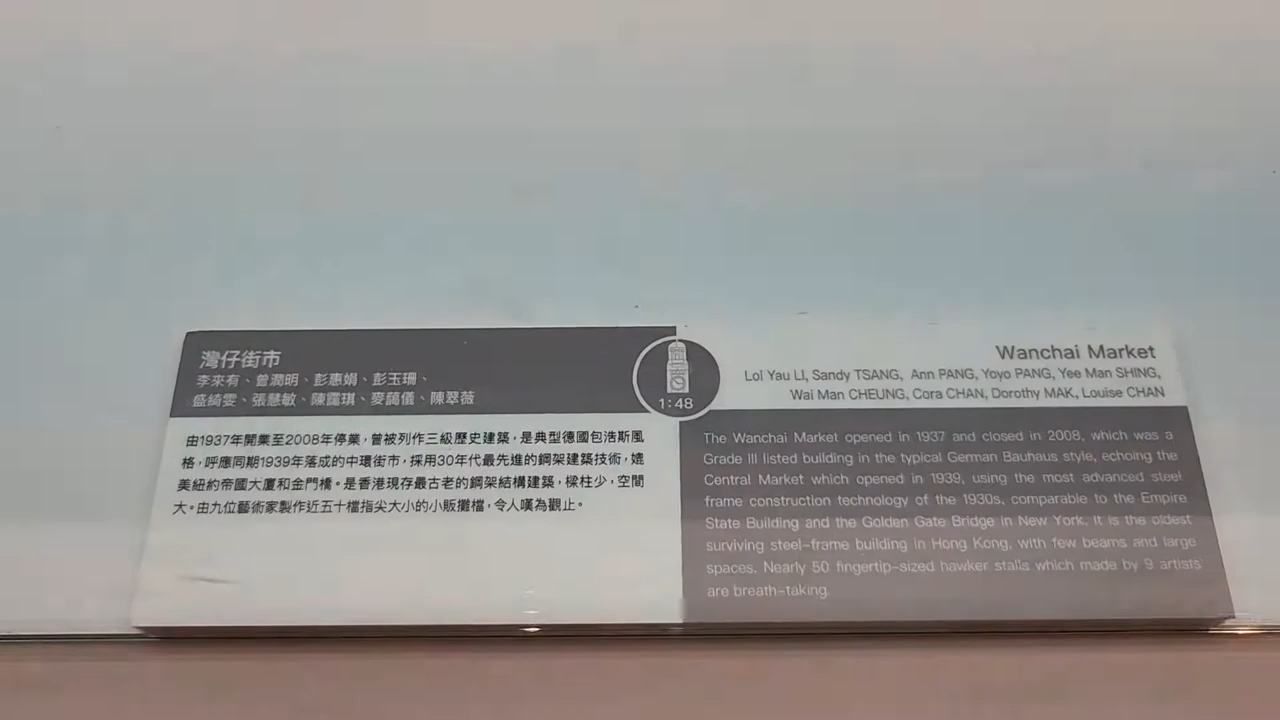 灣仔街市
李來有、曾潤明、彭惠娟、彭玉珊、
盛綺雯、張慧敏、陳靄琪、麥藹儀、陳翠薇
由1937年開業至2008年停業，曾被列作三級歷史建築，是典型德國包浩斯風
格，呼應同期1939年落成的中環街市，採用30年代最先進的鋼架建築技術，媲
美紐約帝國大廈和金門橋。是香港現存最古老的鋼架結構建築，樑柱少，空間
大。由九位藝術家製作近五十檔指尖大小的小販攤檔，令人嘆為觀止。
1:48
Wanchai Market
Loi Yau LI, Sandy TSANG, Ann PANG, Yoyo PANG, Yee Man SHING,
Wai Man CHEUNG, Cora CHAN, Dorothy MAK, Louise CHAN
The Wanchai Market opened in 1937 and closed in 2008, which was a
Grade III listed building in the typical German Bauhaus style, echoing the
Central Market which opened in 1939, using the most advanced steel
frame construction technology of the 1930s, comparable to the Empire
State Building and the Golden Gate Bridge in New York. It is the oldest
surviving steel-frame building in Hong Kong, with few beams and large
spaces. Nearly 50 fingertip-sized hawker stalls which made by 9 artists
are breath-taking.